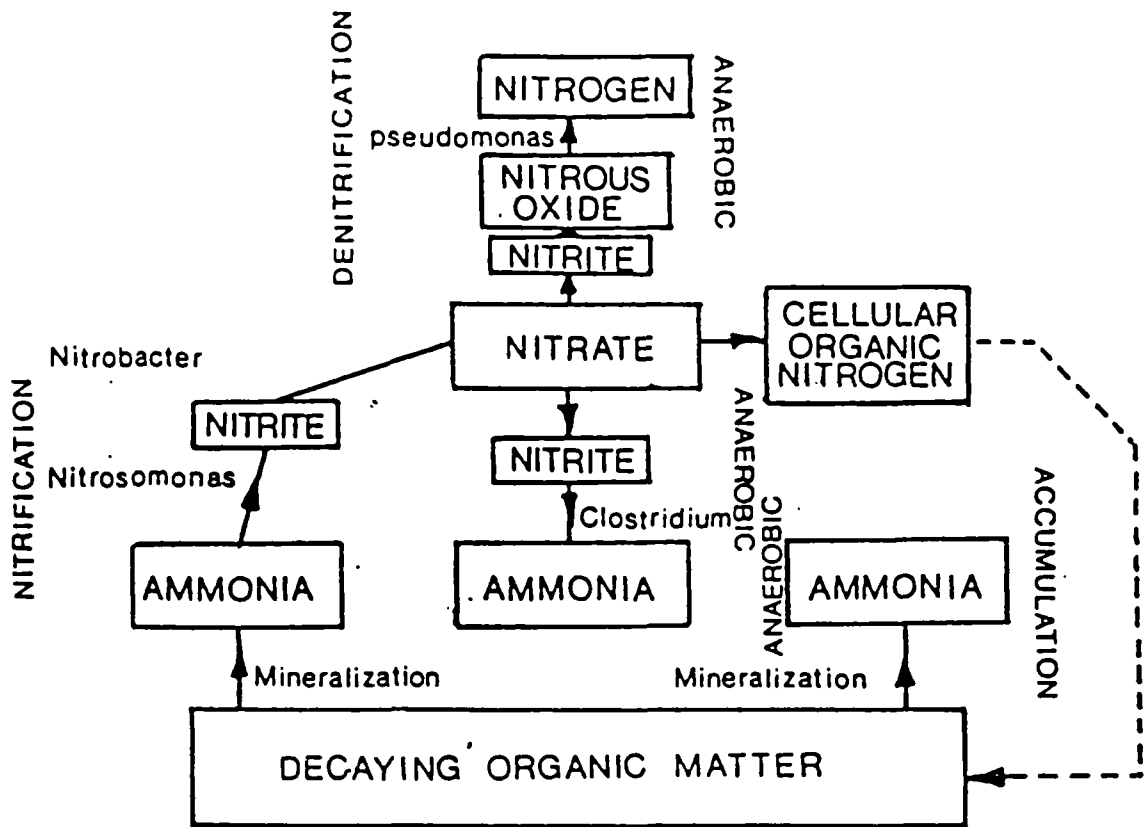 DENITRIFICATION
NITROGEN
ANAEROBIC
pseudomonas
NITROUS
OXIDE
NITRITE
NITRATE
CELLULAR
ORGANIC
NITROGEN
Nitrobacter
NITRIFICATION
NITRITE
Nitrosomonas
NITRITE
ANAEROBIC
Clostridium
ANAEROBIC
ACCUMULATION
AMMONIA
AMMONIA
AMMONIA
Mineralization
Mineralization
DECAYING ORGANIC MATTER